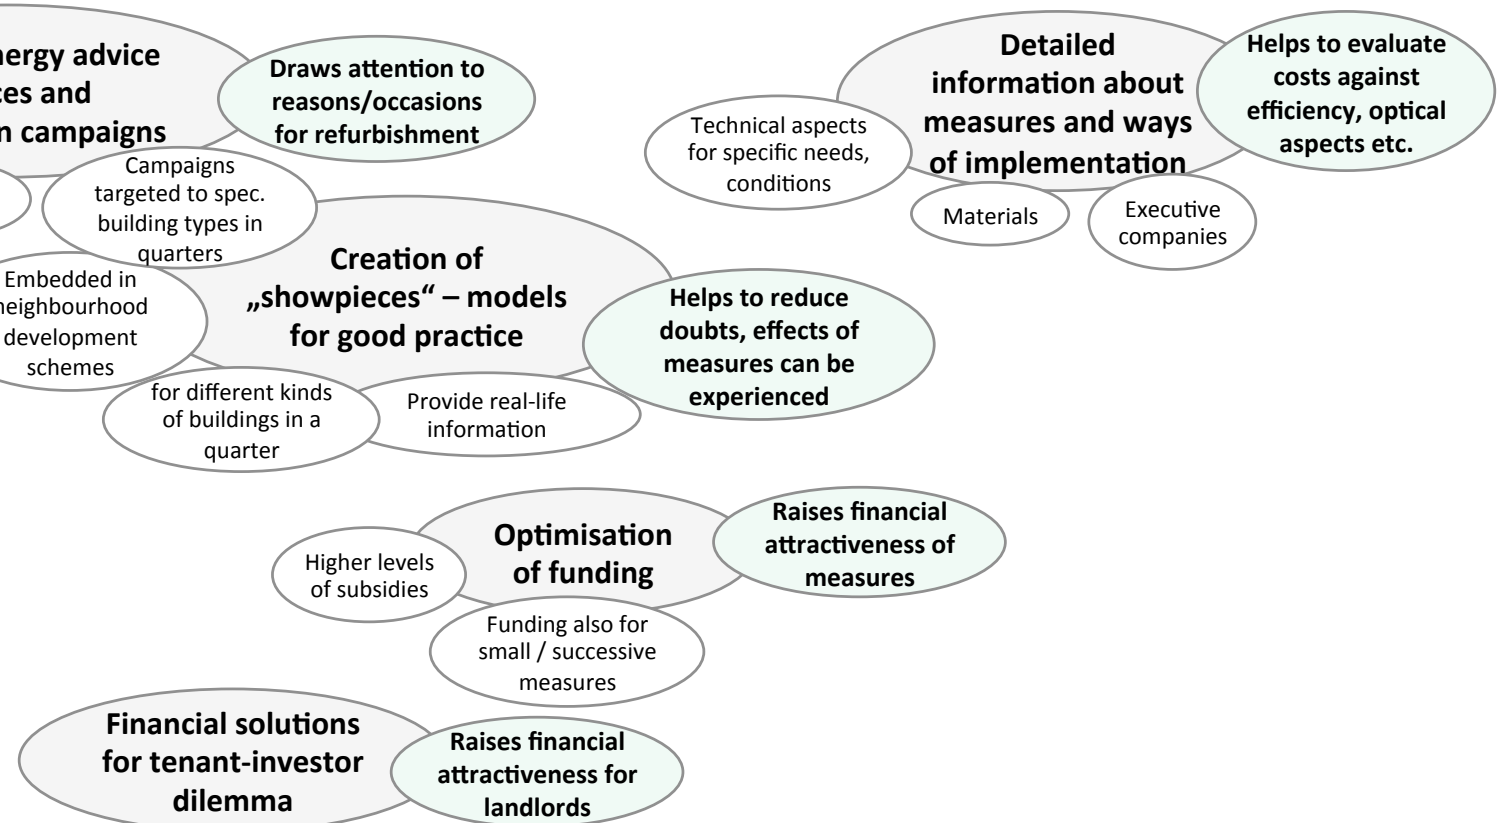 ergy advice
and
campaigns
Draws attention to
reasons/occasions
for refurbishment
Campaigns
targeted to spec.
building types in
quarters
Embedded in
neighbourhood
development
schemes
Creation of
„showpieces“ – models
for good practice
Helps to reduce
doubts, effects of
measures can be
experienced
for different kinds
of buildings in a
quarter
Provide real-life
information
Detailed
information about
measures and ways
of implementation
Helps to evaluate
costs against
efficiency, optical
aspects etc.
Technical aspects
for specific needs,
conditions
Materials
Executive
companies
Optimisation
of funding
Raises financial
attractiveness of
measures
Higher levels
of subsidies
Funding also for
small / successive
measures
Financial solutions
for tenant-investor
dilemma
Raises financial
attractiveness for
landlords